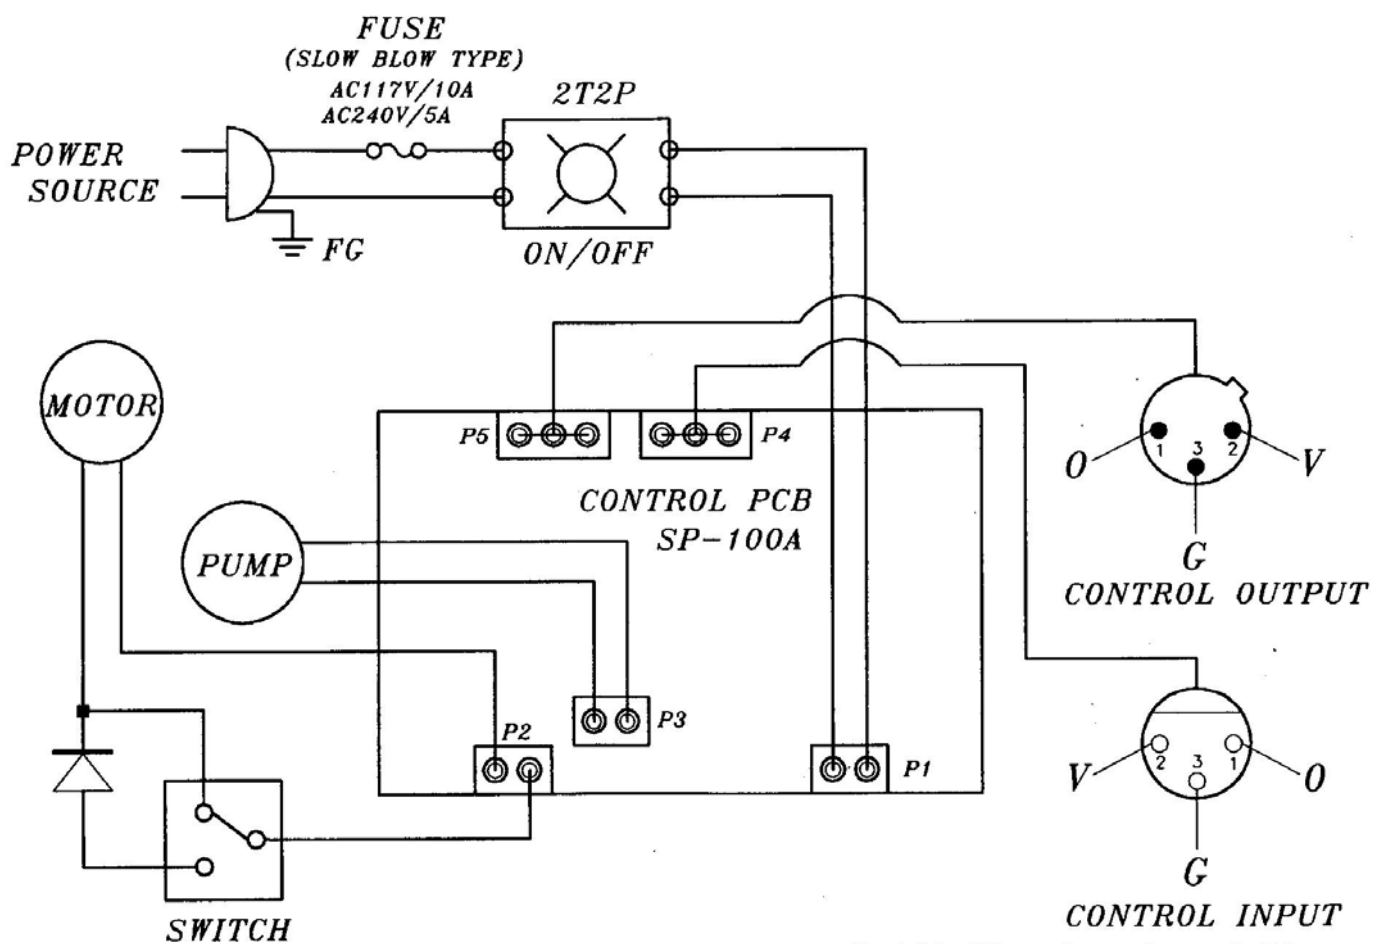 FUSE
(SLOW BLOW TYPE)
AC117V/10A
AC240V/5A
2T2P
POWER
SOURCE
FG
ON/OFF
MOTOR
P5
P4
1
3
2
O
V
CONTROL PCB
SP-100A
G
PUMP
CONTROL OUTPUT
P3
P2
P1
V
2
3
1
O
G
SWITCH
CONTROL INPUT